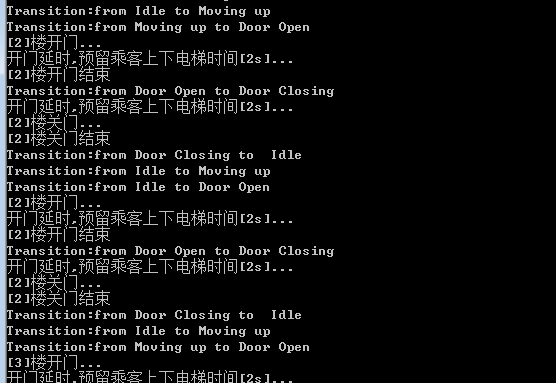 Transition:from Idle to Moving up
Transition:from Moving up to Door Open
[2]楼开门...
开门延时,预留乘客上下电梯时间[2s]...
[2]楼开门结束
Transition:from Door Open to Door Closing
开门延时,预留乘客上下电梯时间[2s]...
[2]楼关门...
[2]楼关门结束
Transition:from Door Closing to  Idle
Transition:from Idle to Moving up
Transition:from Idle to Door Open
[2]楼开门...
开门延时,预留乘客上下电梯时间[2s]...
[2]楼开门结束
Transition:from Door Open to Door Closing
开门延时,预留乘客上下电梯时间[2s]...
[2]楼关门...
[2]楼关门结束
Transition:from Door Closing to  Idle
Transition:from Idle to Moving up
Transition:from Moving up to Door Open
[3]楼开门...
开门延时,预留乘客上下电梯时间[2s]...